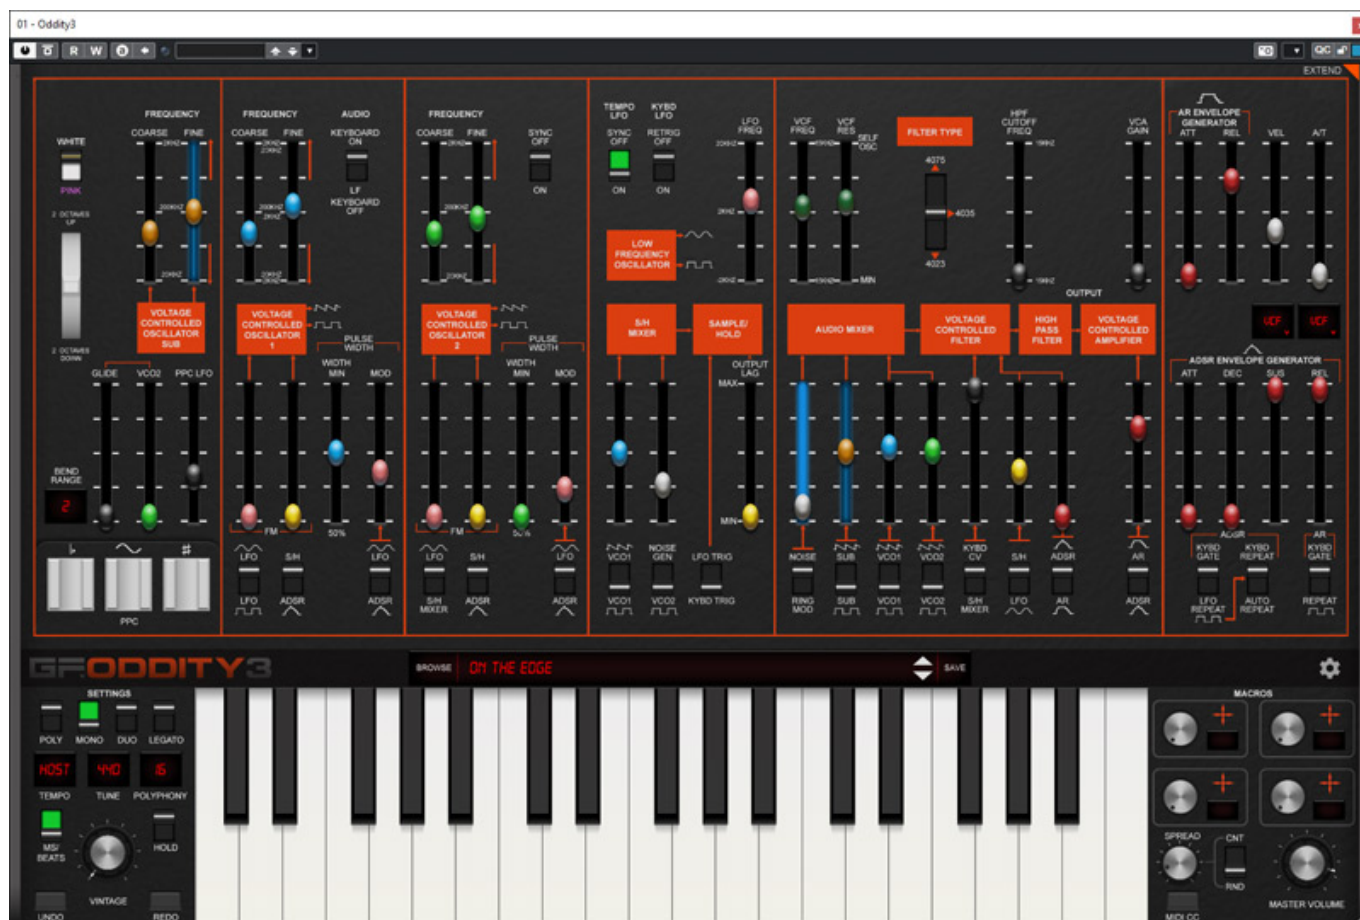 01 - Oddity3
R W
QC
EXTEND
FREQUENCY
COARSE FINE
WHITE
PINK
2 OCTAVES
UP
2 OCTAVES
DOWN
VOLTAGE
CONTROLLED
OSCILLATOR
SUB
GLIDE VCO2 PPC LFO
BEND
RANGE
2
PPC
FREQUENCY
COARSE FINE
AUDIO
KEYBOARD
ON
LF
KEYBOARD
OFF
VOLTAGE
CONTROLLED
OSCILLATOR
1
PULSE
WIDTH
WIDTH
MIN
MOD
50%
FM
LFO S/H LFO
LFO ADSR ADSR
FREQUENCY
COARSE FINE
SYNC
OFF
ON
VOLTAGE
CONTROLLED
OSCILLATOR
2
PULSE
WIDTH
WIDTH
MIN
MOD
50%
FM
LFO S/H LFO
S/H
MIXER
ADSR ADSR
TEMPO
LFO
SYNC
OFF
ON
KYBD
LFO
RETRIG
OFF
ON
LFO
FREQ
LOW
FREQUENCY
OSCILLATOR
S/H
MIXER
SAMPLE/
HOLD
OUTPUT
LAG
MAX
MIN
VCO1
NOISE
GEN
LFO TRIG
VCO1 VCO2 KYBD TRIG
VCF
FREQ
VCF
RES
SELF
OSC
MIN
FILTER TYPE
4075
4035
4023
HPF
CUTOFF
FREQ
VCA
GAIN
OUTPUT
AUDIO MIXER
VOLTAGE
CONTROLLED
FILTER
HIGH
PASS
FILTER
VOLTAGE
CONTROLLED
AMPLIFIER
NOISE SUB VCO1 VCO2
KYBD
CV
S/H ADSR AR
RING
MOD
SUB VCO1 VCO2
S/H
MIXER
LFO AR ADSR
AR ENVELOPE
GENERATOR
ATT REL VEL A/T
VCF VCF
ADSR ENVELOPE GENERATOR
ATT DEC SUS REL
ADSR
KYBD
GATE
KYBD
REPEAT
AR
KYBD
GATE
LFO
REPEAT
AUTO
REPEAT
REPEAT
GF.ODDITY3
BROWSE ON THE EDGE SAVE
SETTINGS
POLY MONO DUO LEGATO
HOST 440 16
TEMPO TUNE POLYPHONY
MS/
BEATS
HOLD
VINTAGE
UNDO REDO
MACROS
SPREAD
CNT
RND
MIDI CC
MASTER VOLUME